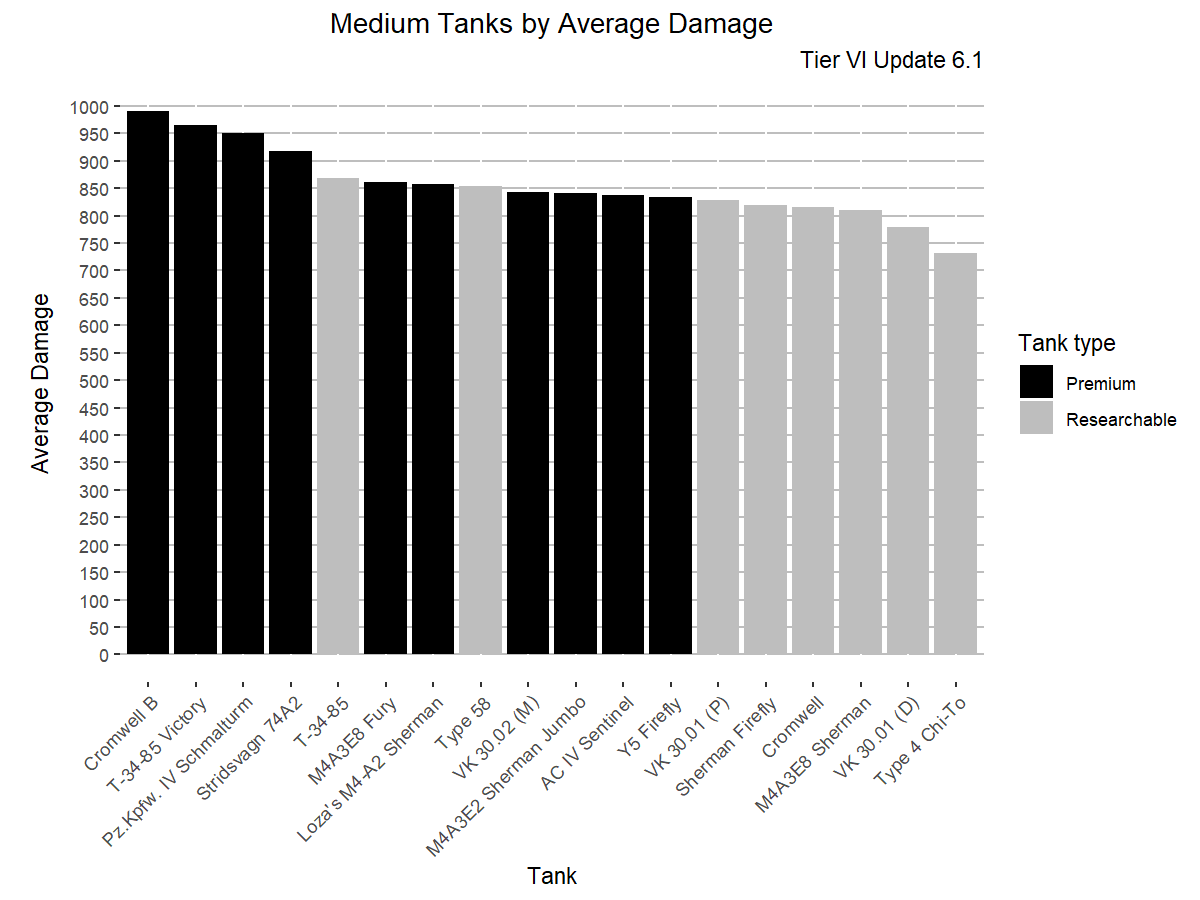 Medium Tanks by Average Damage
Tier VI Update 6.1
Average Damage
1000
950
900
850
800
750
700
650
600
550
500
450
400
350
300
250
200
150
100
50
0
Cromwell B
T-34-85 Victory
Pz.Kpfw. IV Schmalturm
Stridsvagn 74A2
T-34-85
M4A3E8 Fury
Loza's M4-A2 Sherman
Type 58
VK 30.02 (M)
M4A3E2 Sherman Jumbo
AC IV Sentinel
Y5 Firefly
VK 30.01 (P)
Sherman Firefly
Cromwell
M4A3E8 Sherman
VK 30.01 (D)
Type 4 Chi-To
Tank
Tank type
Premium
Researchable